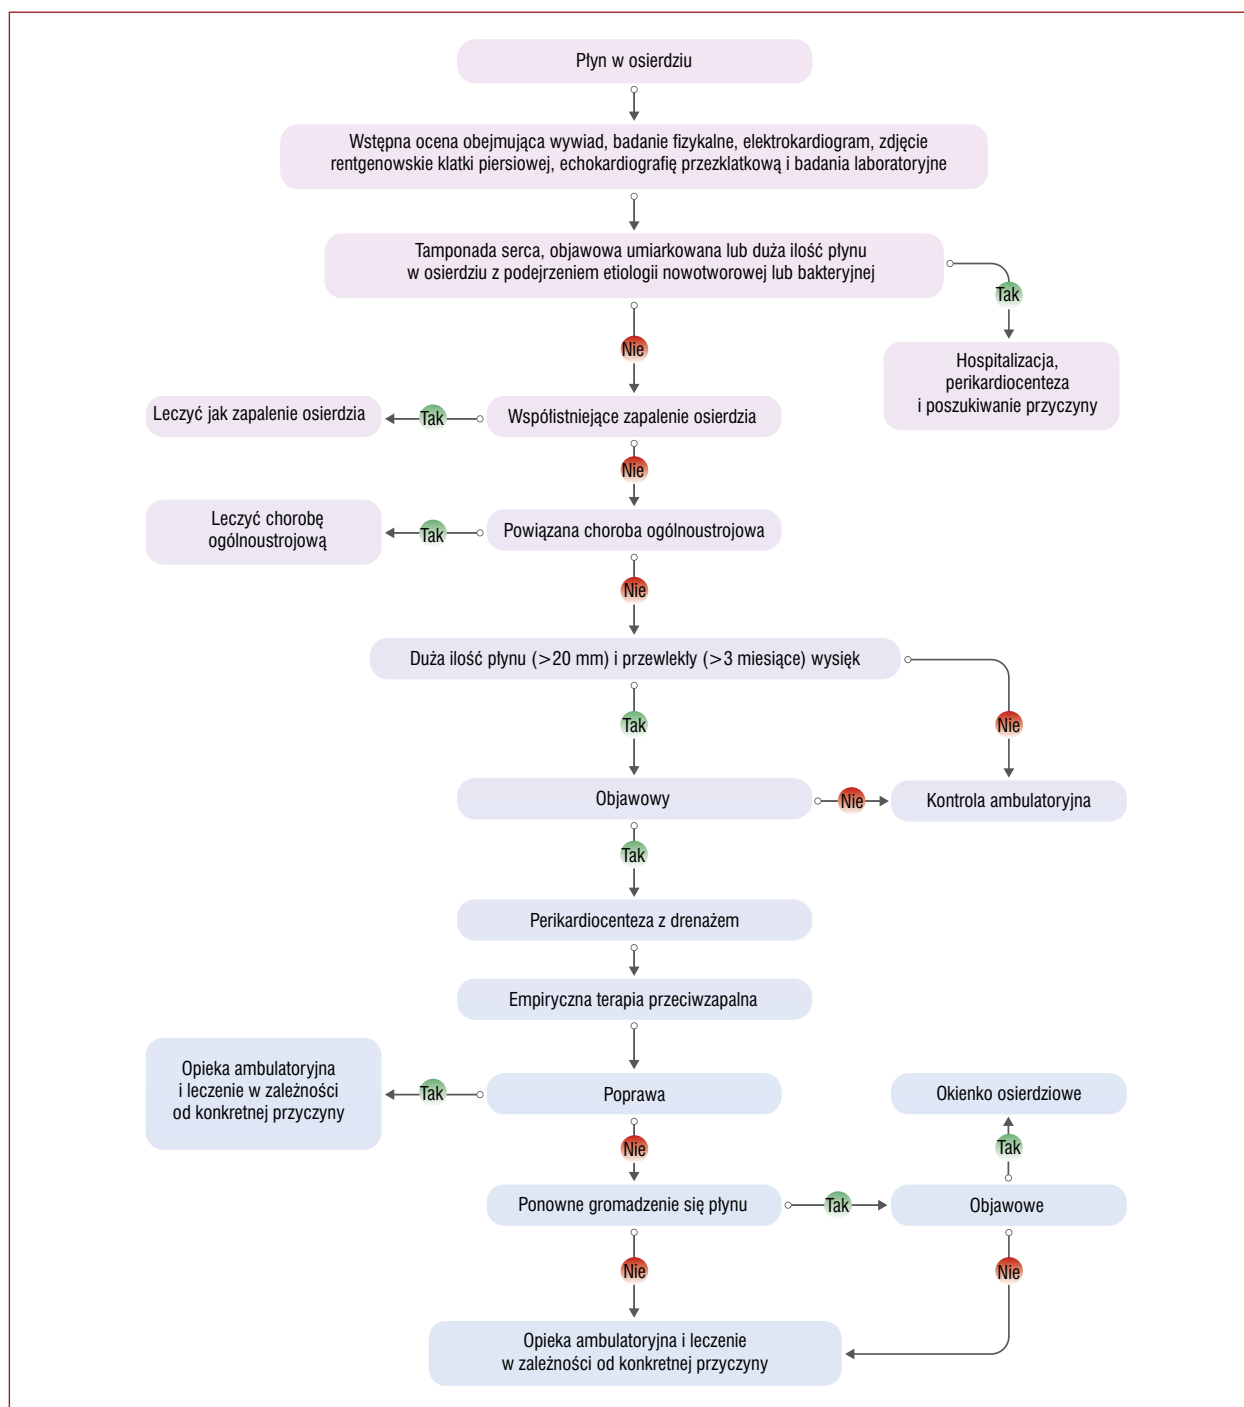 Płyn w osierdziu
Wstępna ocena obejmująca wywiad, badanie fizykalne, elektrokardiogram, zdjęcie
rentgenowskie klatki piersiowej, echokardiografię przezklatkową i badania laboratoryjne
Tamponada serca, objawowa umiarkowana lub duża ilość płynu
w osierdziu z podejrzeniem etiologii nowotworowej lub bakteryjnej
Tak
Nie
Hospitalizacja,
perikardiocenteza
i poszukiwanie przyczyny
Leczyć jak zapalenie osierdzia
Tak
Współistniejące zapalenie osierdzia
Nie
Leczyć chorobę
ogólnoustrojową
Tak
Powiązana choroba ogólnoustrojowa
Nie
Duża ilość płynu (>20 mm) i przewlekły (>3 miesiące) wysięk
Tak
Nie
Objawowy
Nie
Kontrola ambulatoryjna
Tak
Perikardiocenteza z drenażem
Empiryczna terapia przeciwzapalna
Opieka ambulatoryjna
i leczenie w zależności
od konkretnej przyczyny
Tak
Poprawa
Okienko osierdziowe
Nie
Tak
Ponowne gromadzenie się płynu
Tak
Objawowe
Nie
Nie
Opieka ambulatoryjna i leczenie
w zależności od konkretnej przyczyny